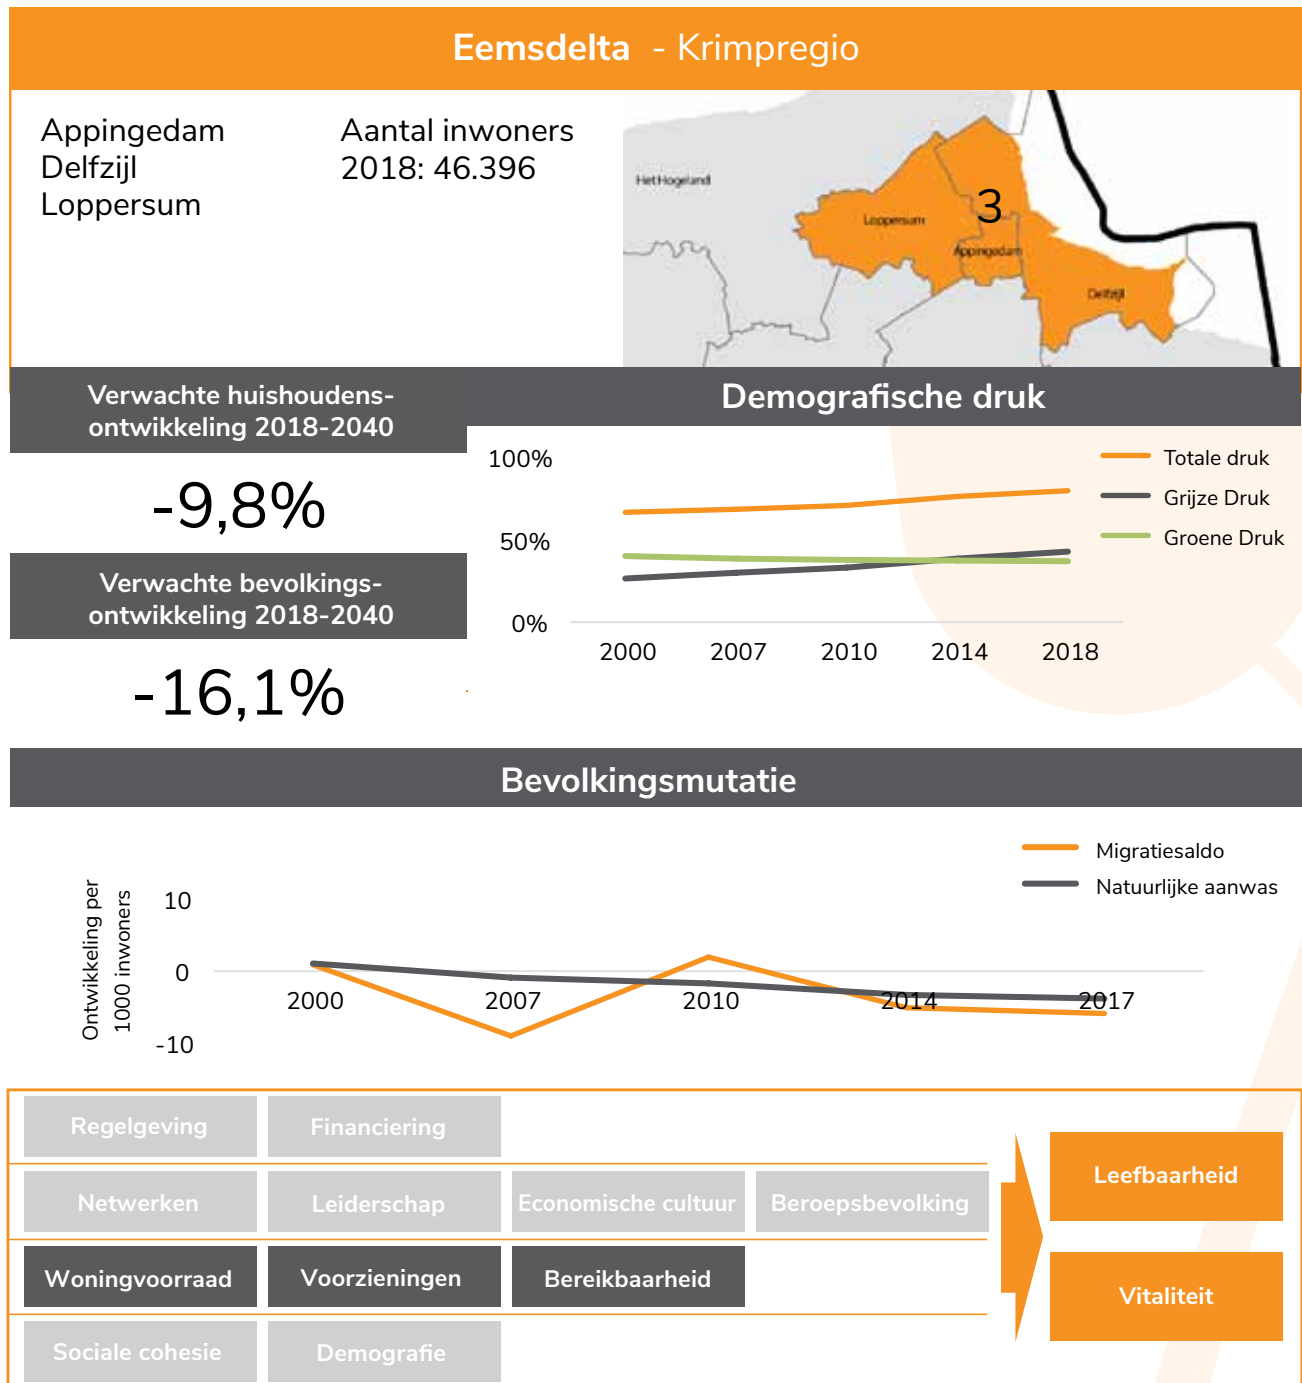 Eemsdelta - Krimpregio
Appingedam
Delfzijl
Loppersum
Aantal inwoners
2018: 46.396
Het Hogeland
Loppersum
3
Appingedam
Delfzijl
Verwachte huishoudens-
ontwikkeling 2018-2040
-9,8%
Verwachte bevolkings-
ontwikkeling 2018-2040
-16,1%
Demografische druk
100%
50%
0%
2000 2007 2010 2014 2018
Totale druk
Grijze Druk
Groene Druk
Bevolkingsmutatie
Migratiesaldo
Natuurlijke aanwas
Ontwikkeling per
1000 inwoners
10
0
-10
2000 2007 2010 2014 2017
Regelgeving Financiering
Netwerken Leiderschap Economische cultuur Beroepsbevolking
Woningvoorraad Voorzieningen Bereikbaarheid
Sociale cohesie Demografie
Leefbaarheid
Vitaliteit